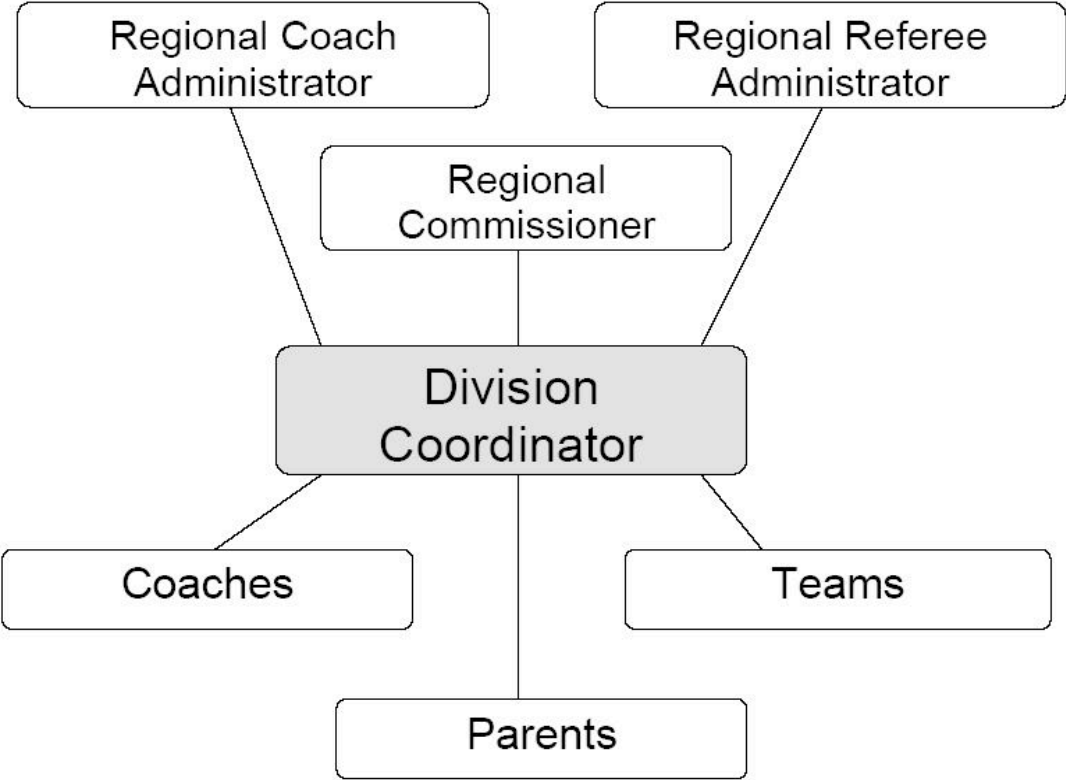 Regional Coach
Administrator
Regional Referee
Administrator
Regional
Commissioner
Division
Coordinator
Coaches
Teams
Parents